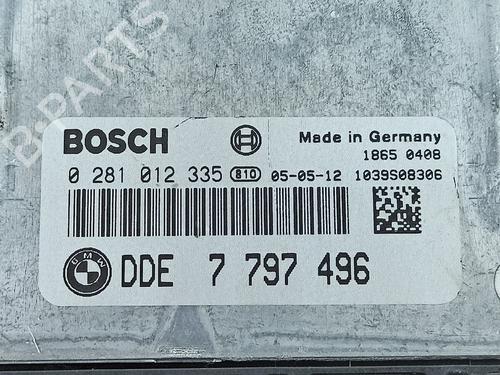 B-PARTS
BOSCH
Made in Germany
1865 0408
0 281 012 335 810 05-05-12 1039S08306
BMW
DDE 7 797 496